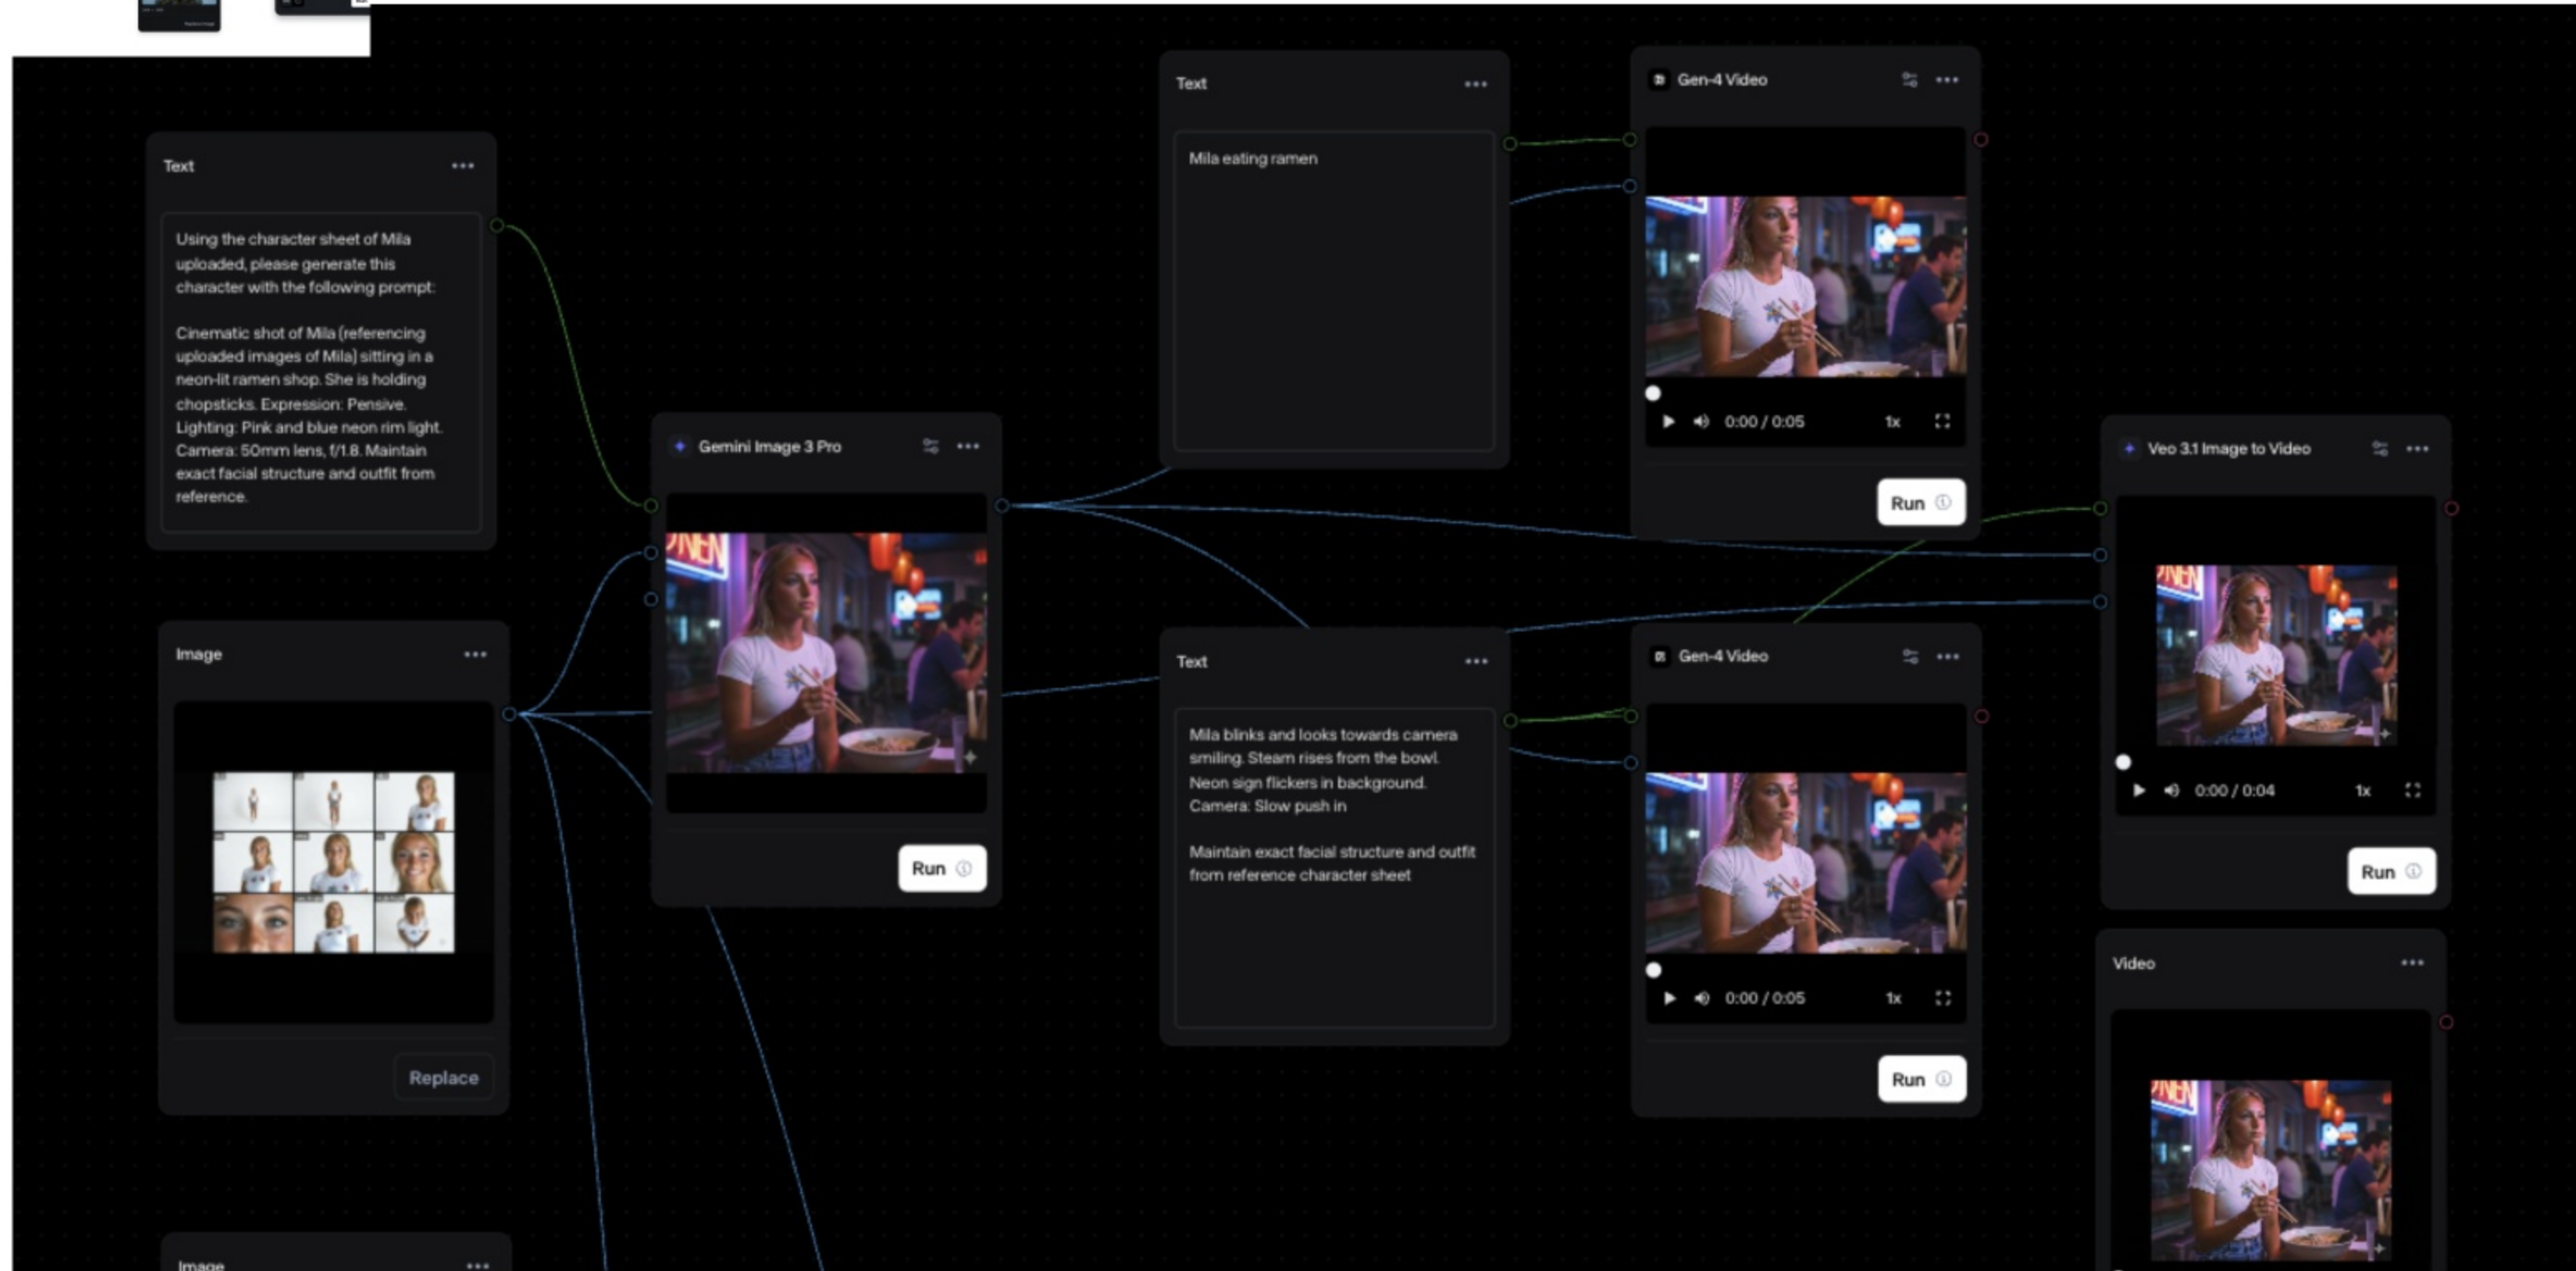 Text
Using the character sheet of Mila
uploaded, please generate this
character with the following prompt:
Cinematic shot of Mila (referencing
uploaded images of Mila) sitting in a
neon-lit ramen shop. She is holding
chopsticks. Expression: Pensive.
Lighting: Pink and blue neon rim light.
Camera: 50mm lens, f/1.8. Maintain
exact facial structure and outfit from
reference.
Image
Replace
Image
Gemini Image 3 Pro
Run
Text
Mila eating ramen
Gen-4 Video
0:00 / 0:05
1x
Run
Text
Mila blinks and looks towards camera
smiling. Steam rises from the bowl.
Neon sign flickers in background.
Camera: Slow push in
Maintain exact facial structure and outfit
from reference character sheet
Gen-4 Video
0:00 / 0:05
1x
Run
Veo 3.1 Image to Video
0:00 / 0:04
1x
Run
Video